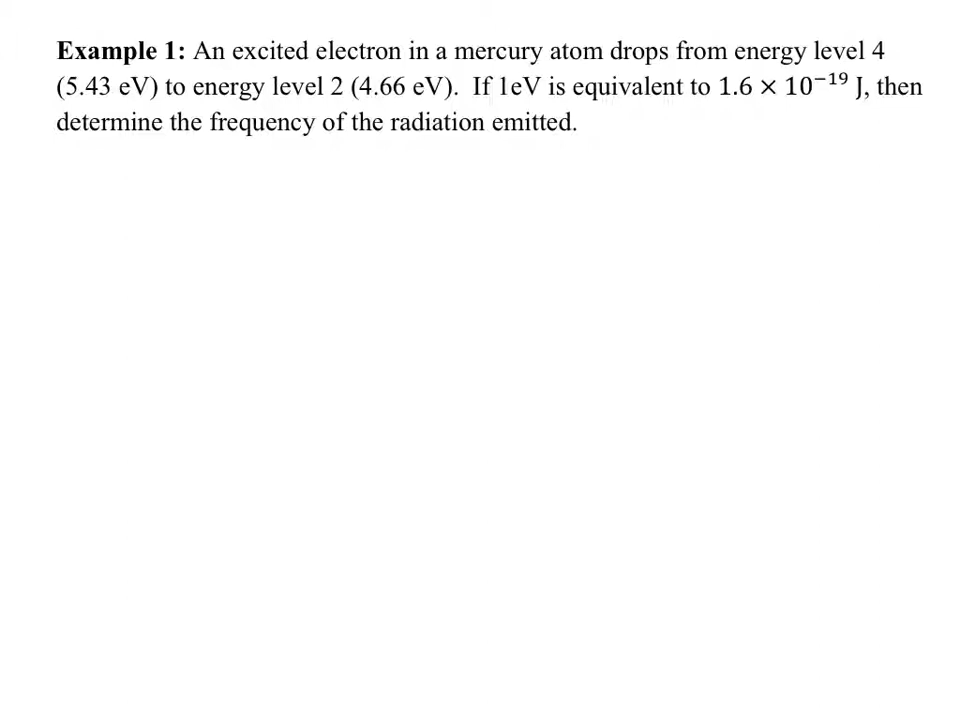 Example 1: An excited electron in a mercury atom drops from energy level 4
(5.43 eV) to energy level 2 (4.66 eV).  If 1eV is equivalent to 1.6 × 10⁻¹⁹ J, then
determine the frequency of the radiation emitted.